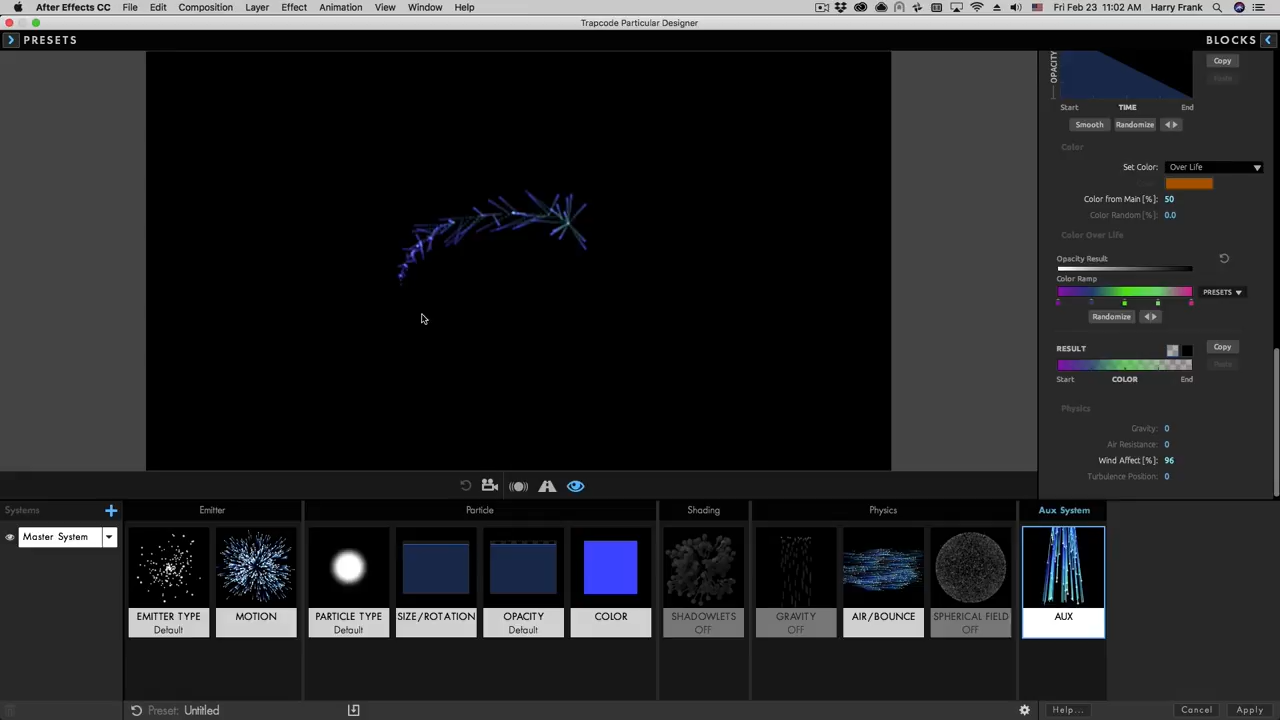 After Effects CC File Edit Composition Layer Effect Animation View Window Help Fri Feb 23 11:02 AM Harry Frank
Trapcode Particular Designer
PRESETS
BLOCKS
OPACITY
Copy
Start TIME End
Smooth Randomize
Color
Set Color: Over Life
Color from Main [%]: 50
Color Random [%]: 0.0
Color Over Life
Opacity Result
Color Ramp
PRESETS
Randomize
RESULT Copy
Start COLOR End
Physics
Gravity: 0
Air Resistance: 0
Wind Affect [%]: 96
Turbulence Position: 0
Systems Emitter Particle Shading Physics Aux System
Master System
EMITTER TYPE MOTION PARTICLE TYPE SIZE/ROTATION OPACITY COLOR SHADOWLETS GRAVITY AIR/BOUNCE SPHERICAL FIELD AUX
Default Default Default OFF OFF OFF
Preset: Untitled Help... Cancel Apply